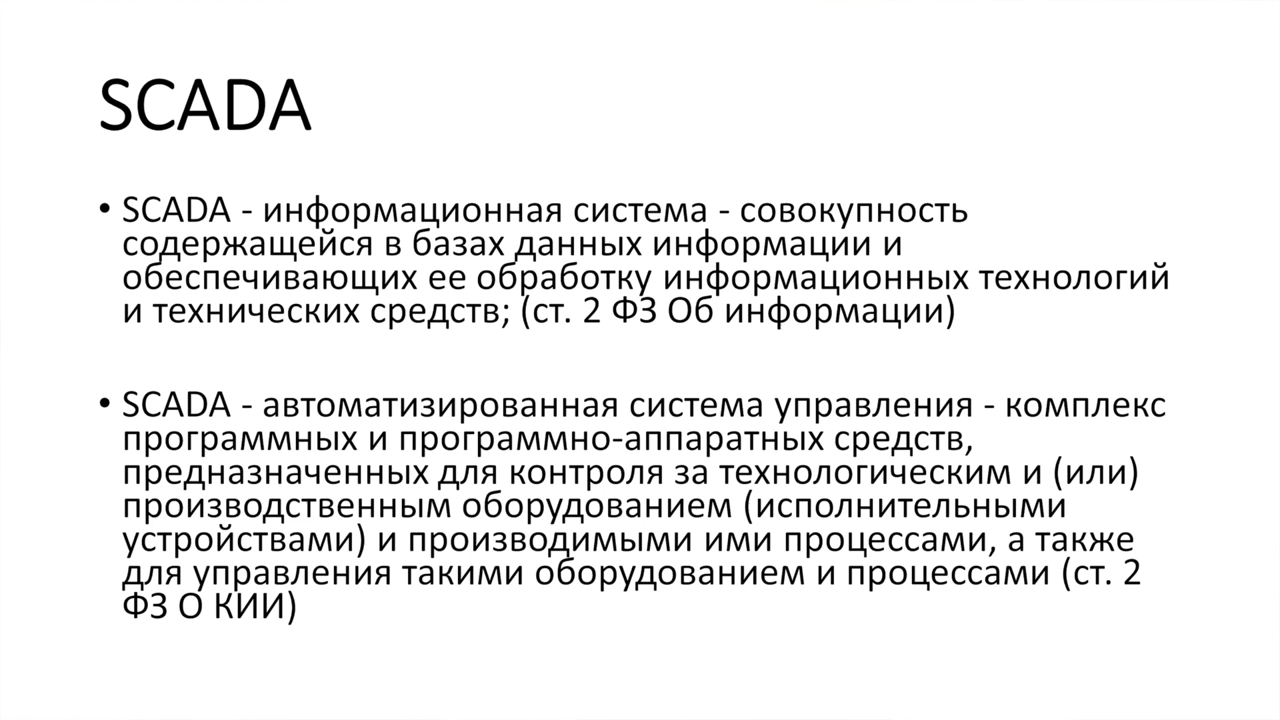 SCADA
• SCADA - информационная система - совокупность
содержащейся в базах данных информации и
обеспечивающих ее обработку информационных технологий
и технических средств; (ст. 2 ФЗ Об информации)
• SCADA - автоматизированная система управления - комплекс
программных и программно-аппаратных средств,
предназначенных для контроля за технологическим и (или)
производственным оборудованием (исполнительными
устройствами) и производимыми ими процессами, а также
для управления такими оборудованием и процессами (ст. 2
ФЗ О КИИ)